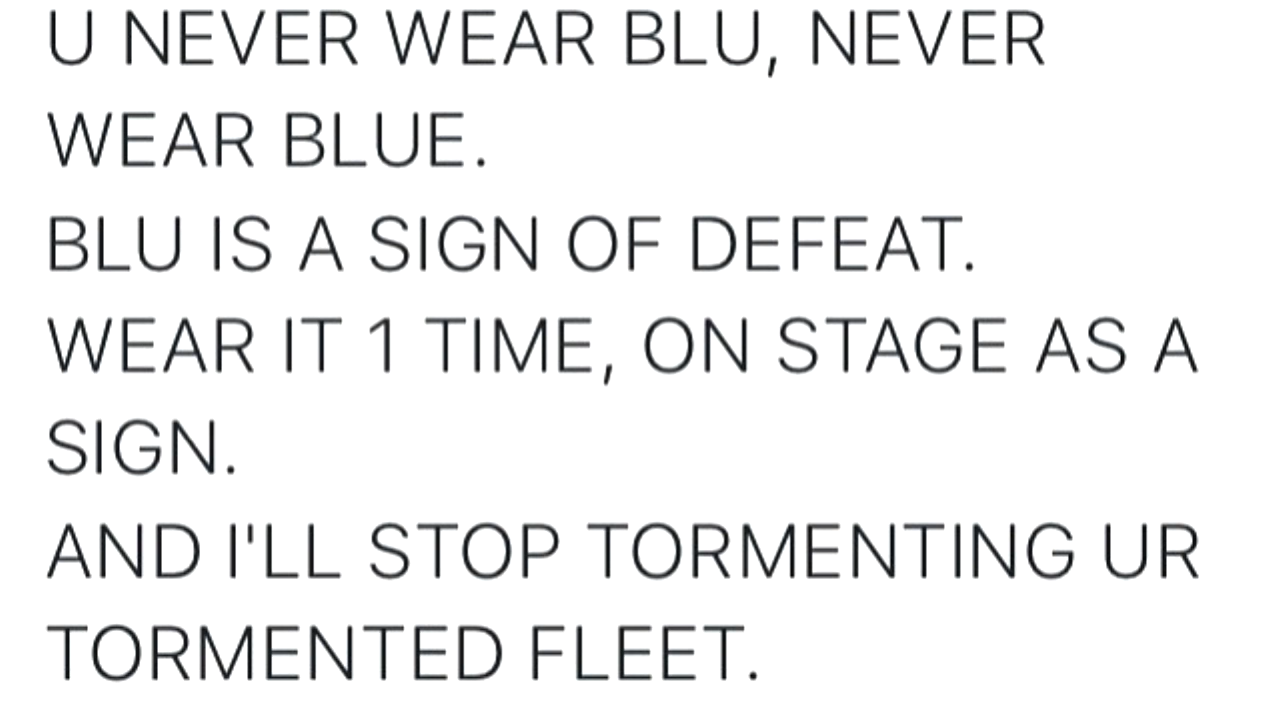 U NEVER WEAR BLU, NEVER
WEAR BLUE.
BLU IS A SIGN OF DEFEAT.
WEAR IT 1 TIME, ON STAGE AS A
SIGN.
AND I'LL STOP TORMENTING UR
TORMENTED FLEET.